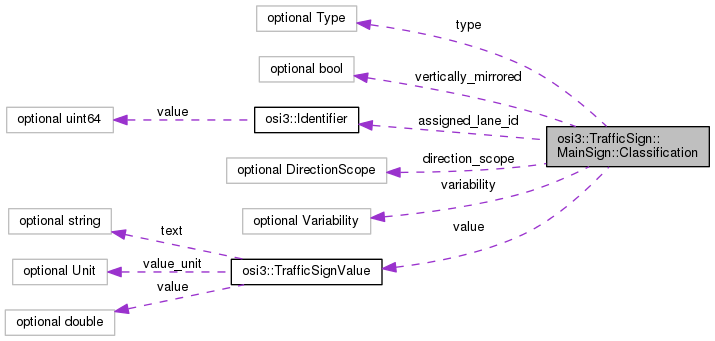 optional Type
type
optional bool
vertically_mirrored
value
optional uint64
osi3::Identifier
assigned_lane_id
osi3::TrafficSign::
MainSign::Classification
direction_scope
optional DirectionScope
variability
optional string
optional Variability
text
value
value_unit
optional Unit
osi3::TrafficSignValue
value
optional double